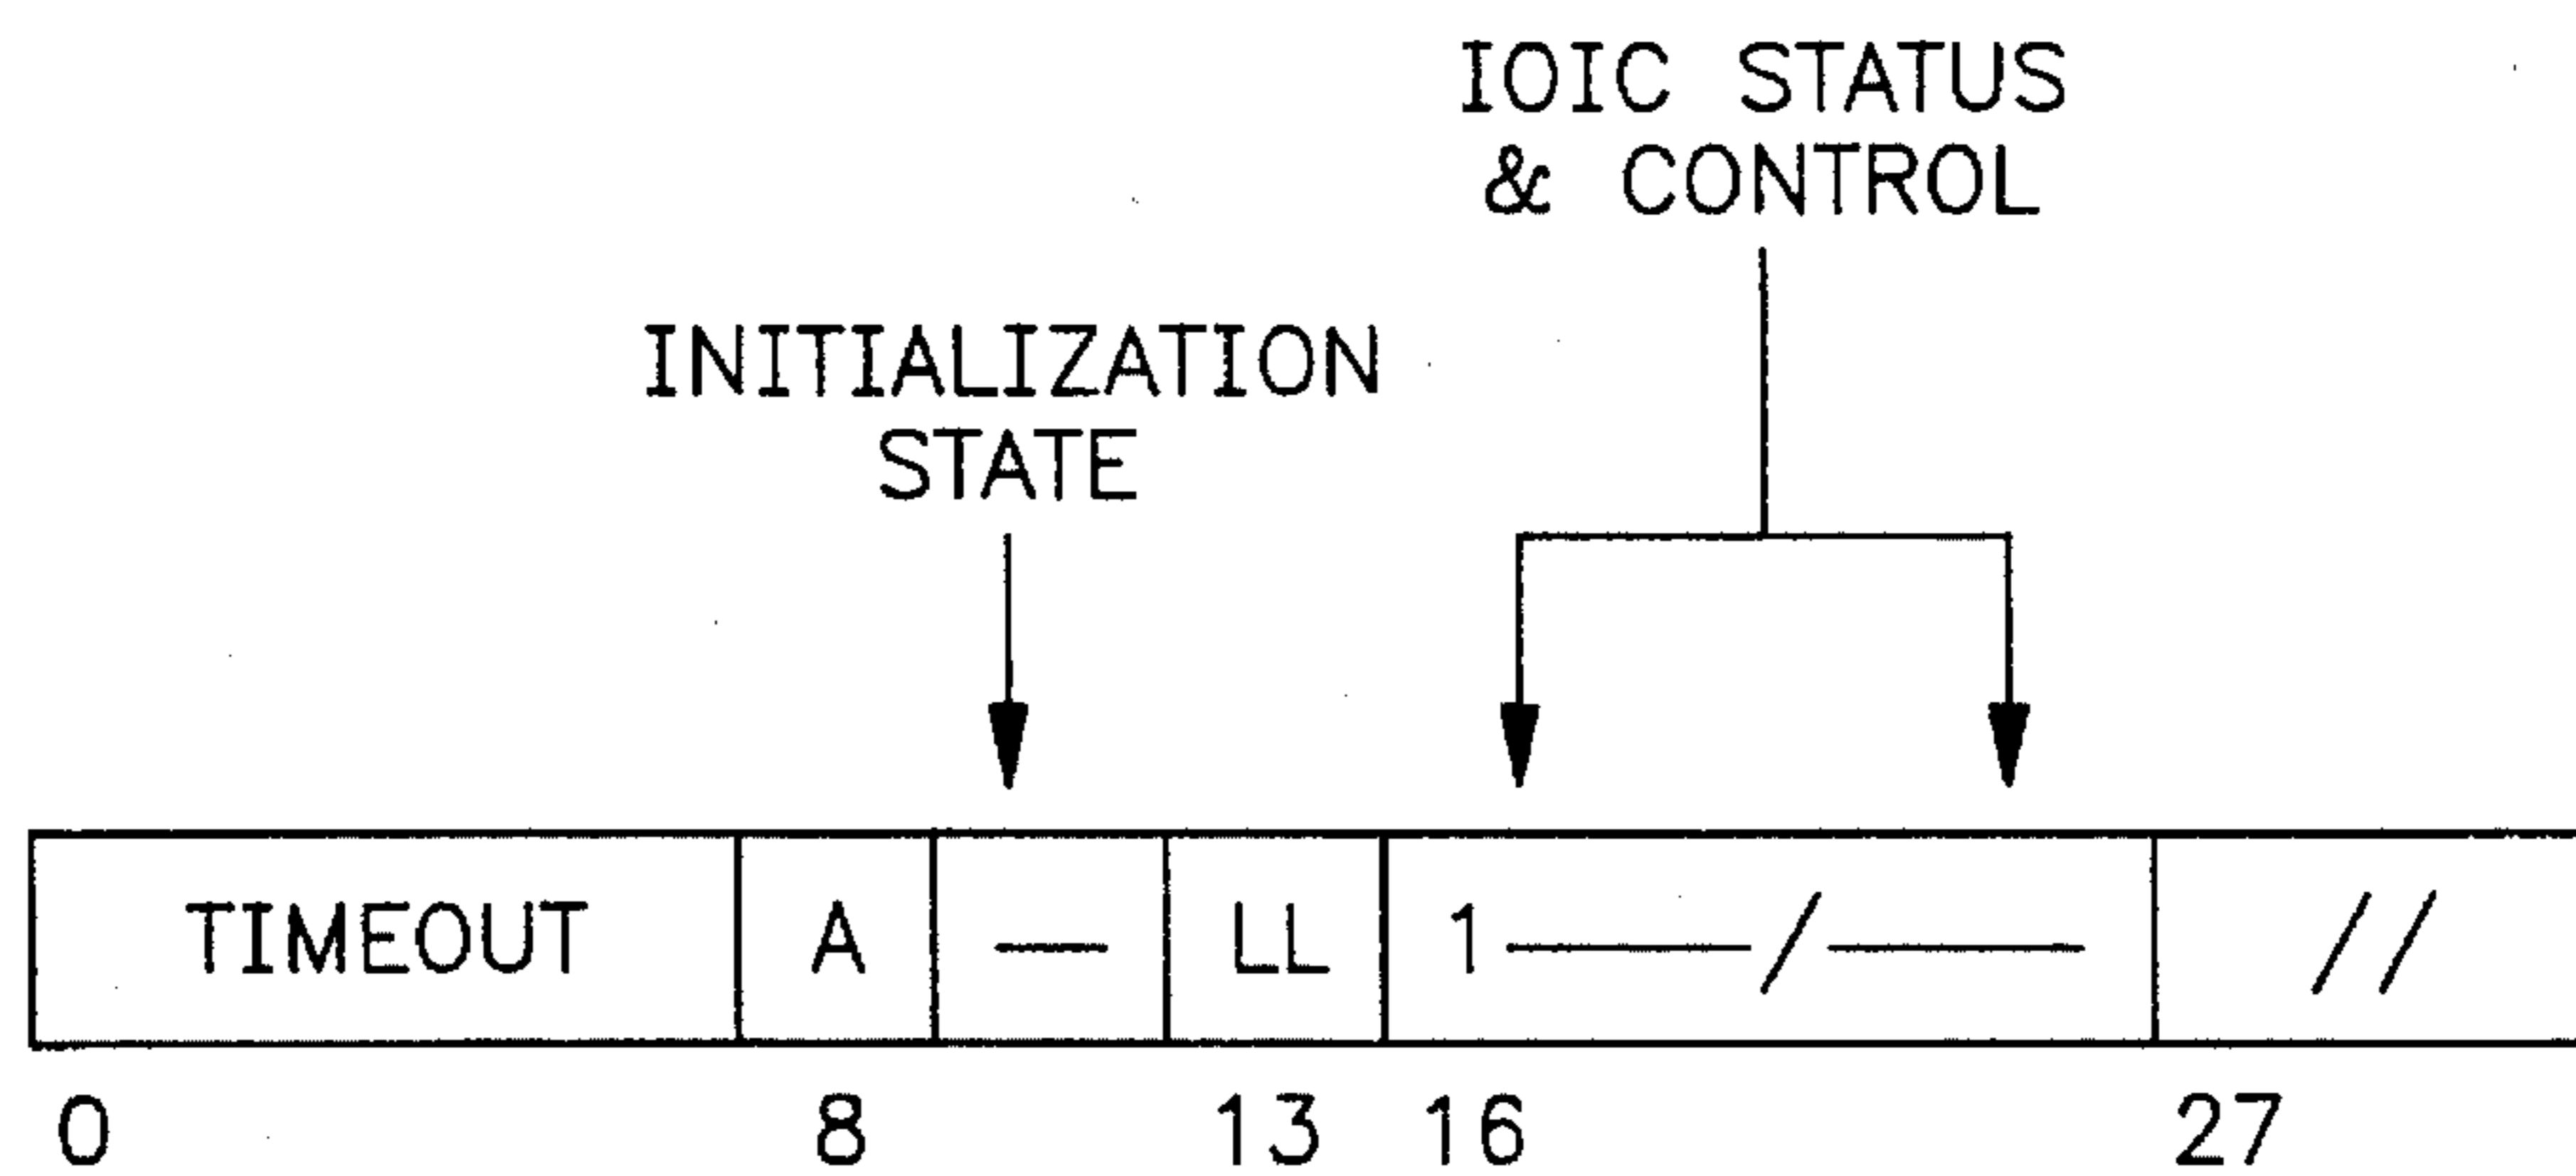 IOIC STATUS
& CONTROL
INITIALIZATION
STATE
TIMEOUT A — LL 1——/—— //
0 8 13 16 27